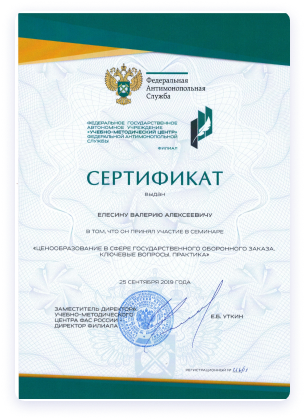 Федеральная
Антимонопольная
Служба
ФЕДЕРАЛЬНОЕ ГОСУДАРСТВЕННОЕ
АВТОНОМНОЕ УЧРЕЖДЕНИЕ
«УЧЕБНО-МЕТОДИЧЕСКИЙ ЦЕНТР»
ФЕДЕРАЛЬНОЙ АНТИМОНОПОЛЬНОЙ
СЛУЖБЫ
ФИЛИАЛ
СЕРТИФИКАТ
ВЫДАН
ЕЛЕСИНУ ВАЛЕРИЮ АЛЕКСЕЕВИЧУ
В ТОМ, ЧТО ОН ПРИНЯЛ УЧАСТИЕ В СЕМИНАРЕ
«ЦЕНООБРАЗОВАНИЕ В СФЕРЕ ГОСУДАРСТВЕННОГО ОБОРОННОГО ЗАКАЗА.
КЛЮЧЕВЫЕ ВОПРОСЫ. ПРАКТИКА»
25 СЕНТЯБРЯ 2018 ГОДА
ЗАМЕСТИТЕЛЬ ДИРЕКТОРА
УЧЕБНО-МЕТОДИЧЕСКОГО
ЦЕНТРА ФАС РОССИИ -
ДИРЕКТОР ФИЛИАЛА
Е.Б. УТКИН
РЕГИСТРАЦИОННЫЙ №